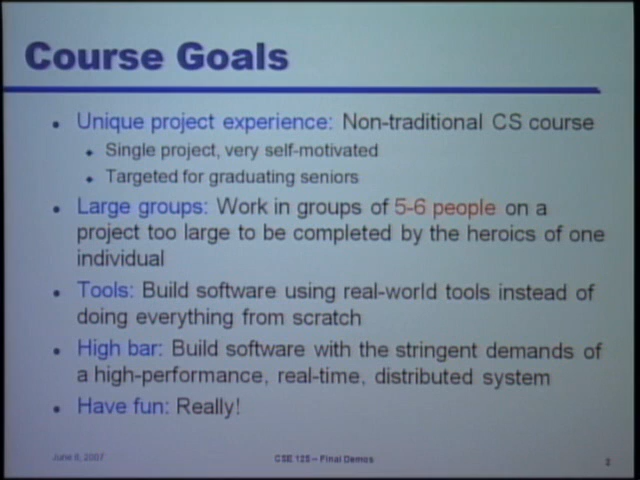 Course Goals
Unique project experience: Non-traditional CS course
Single project, very self-motivated
Targeted for graduating seniors
Large groups: Work in groups of 5-6 people on a
project too large to be completed by the heroics of one
individual
Tools: Build software using real-world tools instead of
doing everything from scratch
High bar: Build software with the stringent demands of
a high-performance, real-time, distributed system
Have fun: Really!
June 8, 2007
CSE 125 – Final Demos
2